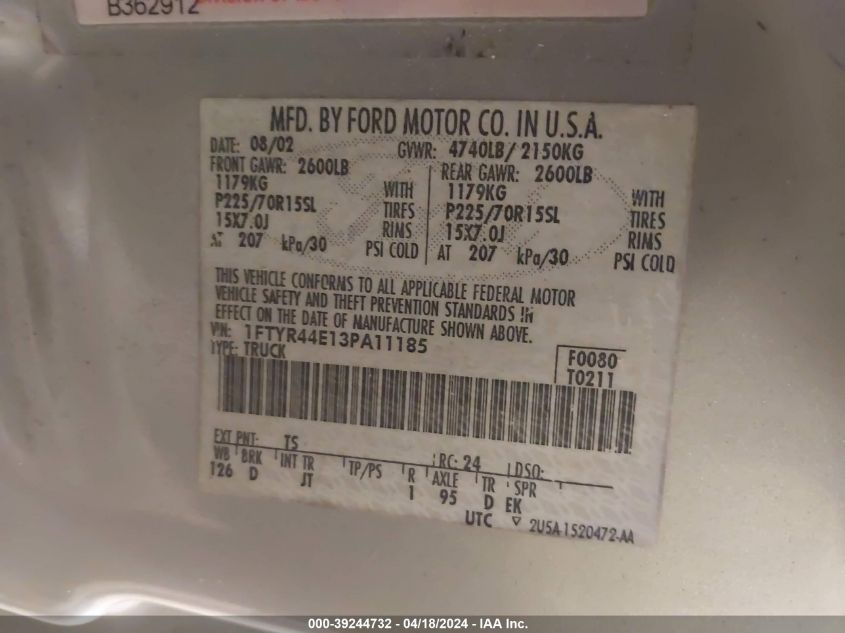 B362912
MFD. BY FORD MOTOR CO. IN U.S.A.
DATE: 08/02 GVWR: 4740LB/ 2150KG
FRONT GAWR: 2600LB REAR GAWR: 2600LB
1179KG WITH 1179KG WITH
P225/70R15SL TIRES P225/70R15SL TIRES
15X7.0J RIMS 15X7.0J RIMS
AT 207 kPa/30 PSI COLD AT 207 kPa/30 PSI COLD
THIS VEHICLE CONFORMS TO ALL APPLICABLE FEDERAL MOTOR
VEHICLE SAFETY AND THEFT PREVENTION STANDARDS IN
EFFECT ON THE DATE OF MANUFACTURE SHOWN ABOVE.
VIN: 1FTYR44E13PA11185
TYPE: TRUCK
F0080
T0211
EXT PNT: TS RC: 24 DSO:
WB BRK INT TR TP/PS R AXLE TR SPR
126 D JT 1 95 D EK
UTC ▽ 2U5A1520472-AA
000-39244732 - 04/18/2024 - IAA Inc.